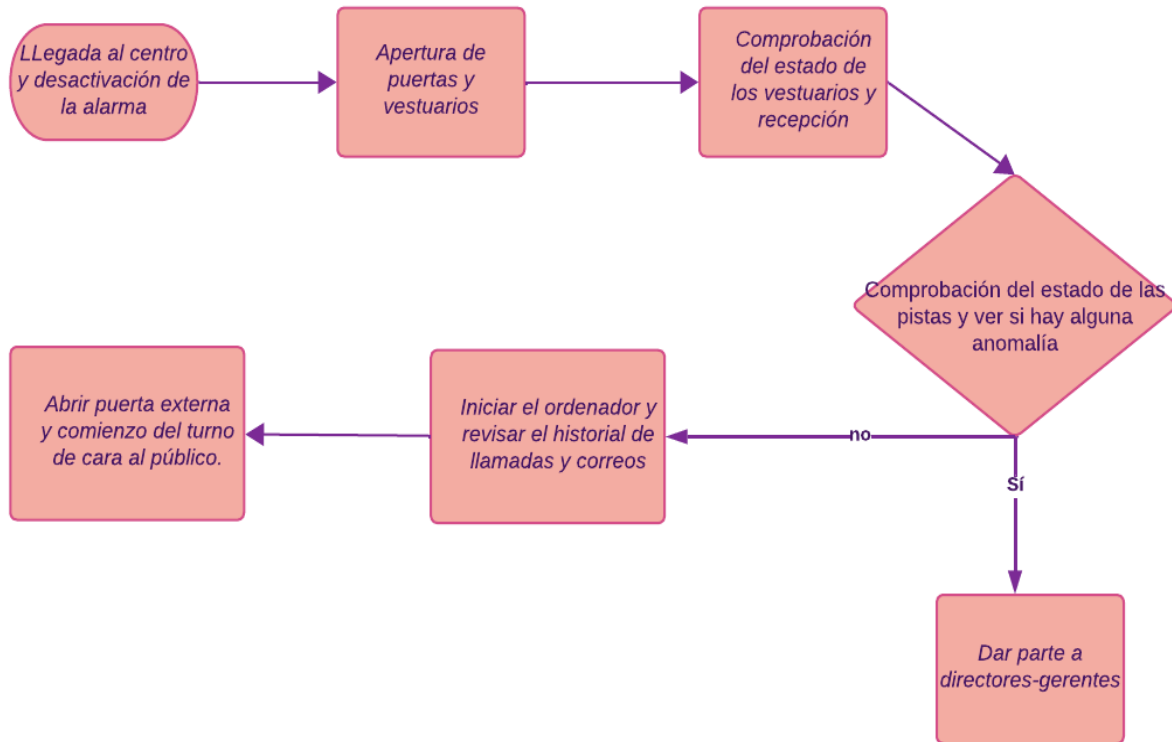 LLegada al centro
y desactivación de
la alarma
Apertura de
puertas y
vestuarios
Comprobación
del estado de
los vestuarios y
recepción
Comprobación del estado de las
pistas y ver si hay alguna
anomalía
no
Sí
Iniciar el ordenador y
revisar el historial de
llamadas y correos
Abrir puerta externa
y comienzo del turno
de cara al público.
Dar parte a
directores-gerentes